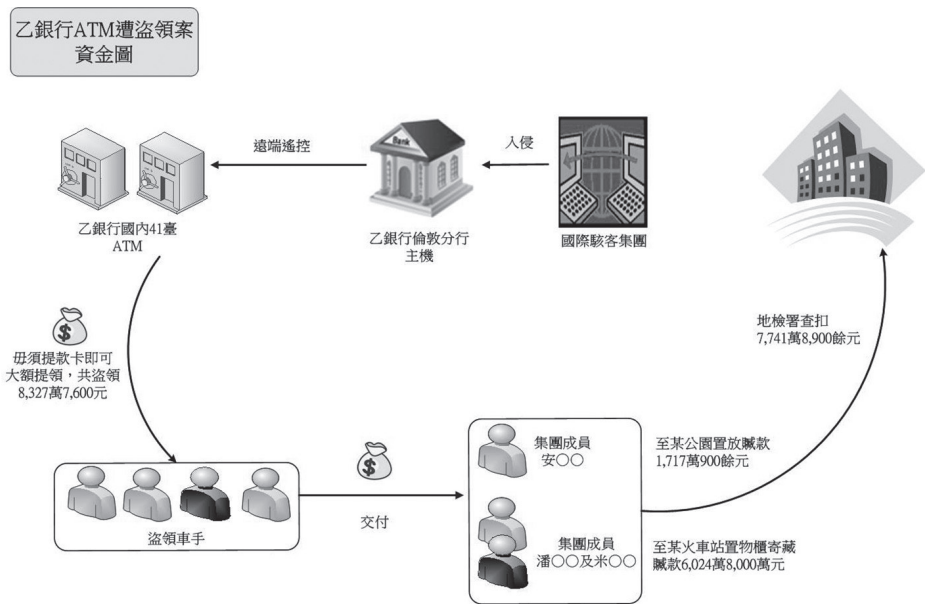 乙銀行ATM遭盜領案
資金圖
遠端遙控
Bank
入侵
乙銀行國內41臺
ATM
乙銀行倫敦分行
主機
國際駭客集團
$
毋須提款卡即可
大額提領，共盜領
8,327萬7,600元
地檢署查扣
7,741萬8,900餘元
盜領車手
$
交付
集團成員
安○○
集團成員
潘○○及米○○
至某公園置放贓款
1,717萬900餘元
至某火車站置物櫃寄藏
贓款6,024萬8,000萬元